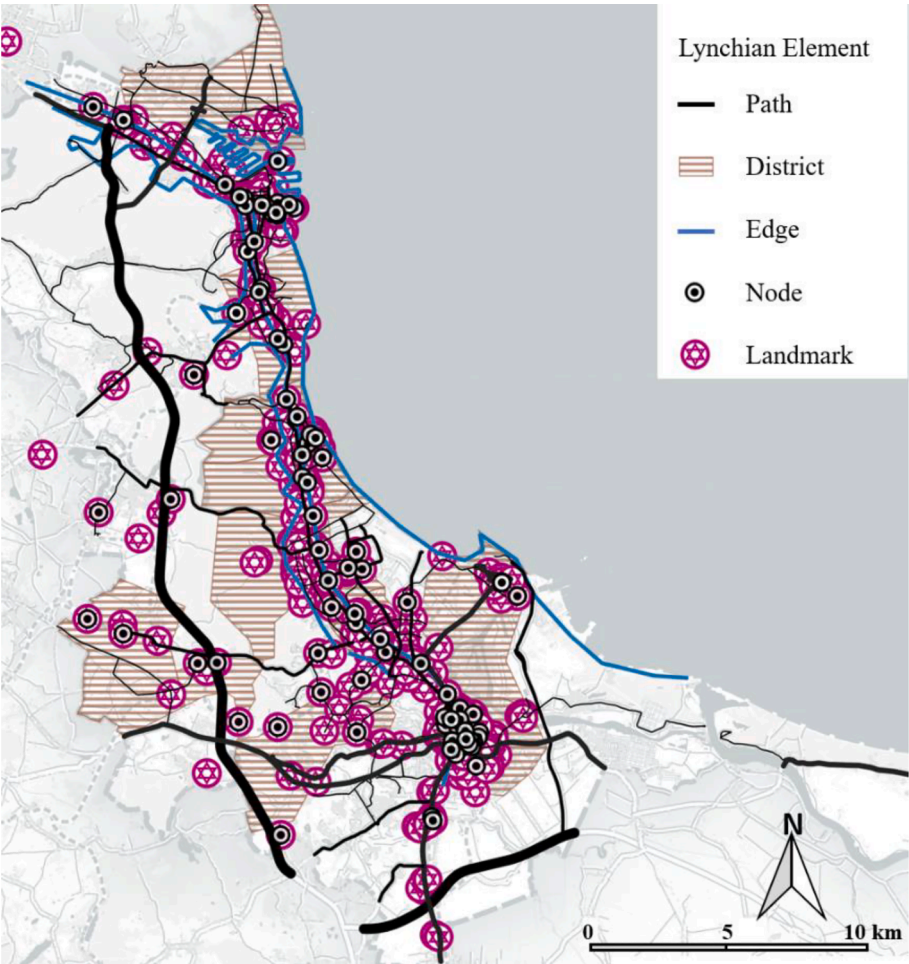 Lynchian Element
Path
District
Edge
Node
Landmark
N
0 5 10 km